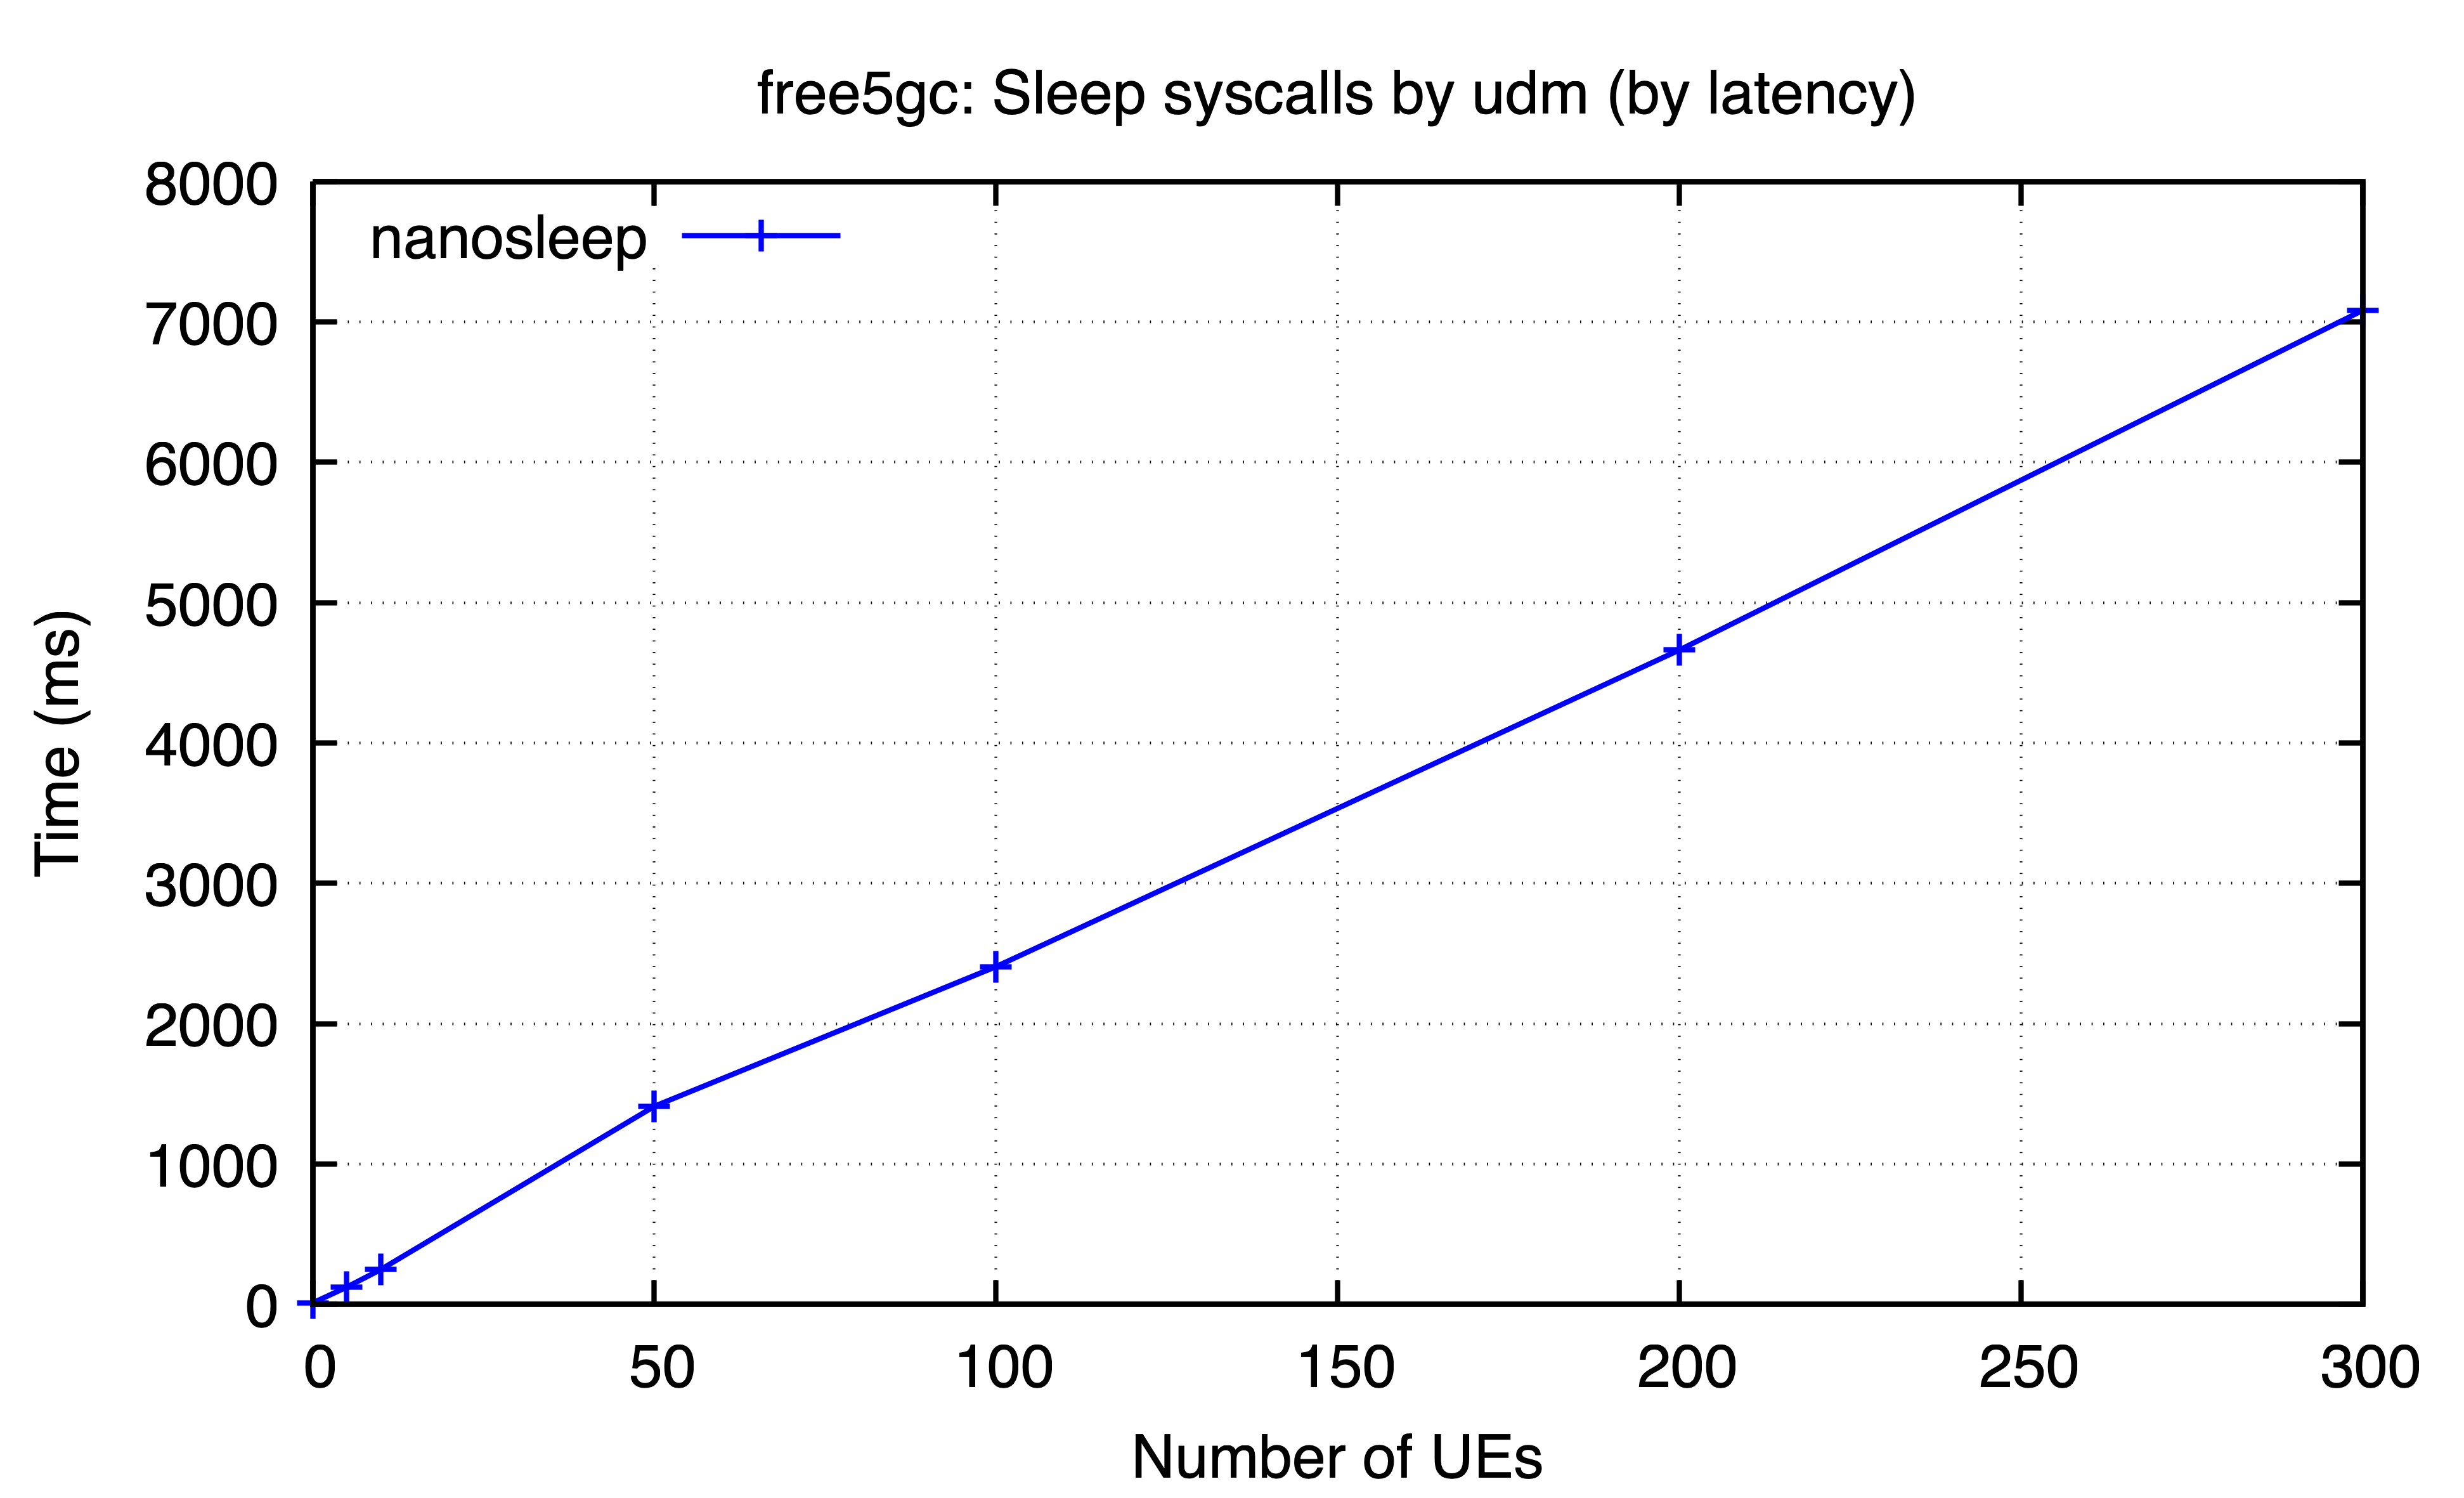 free5gc: Sleep syscalls by udm (by latency)
nanosleep
8000
7000
6000
5000
4000
3000
2000
1000
0
Time (ms)
0 50 100 150 200 250 300
Number of UEs